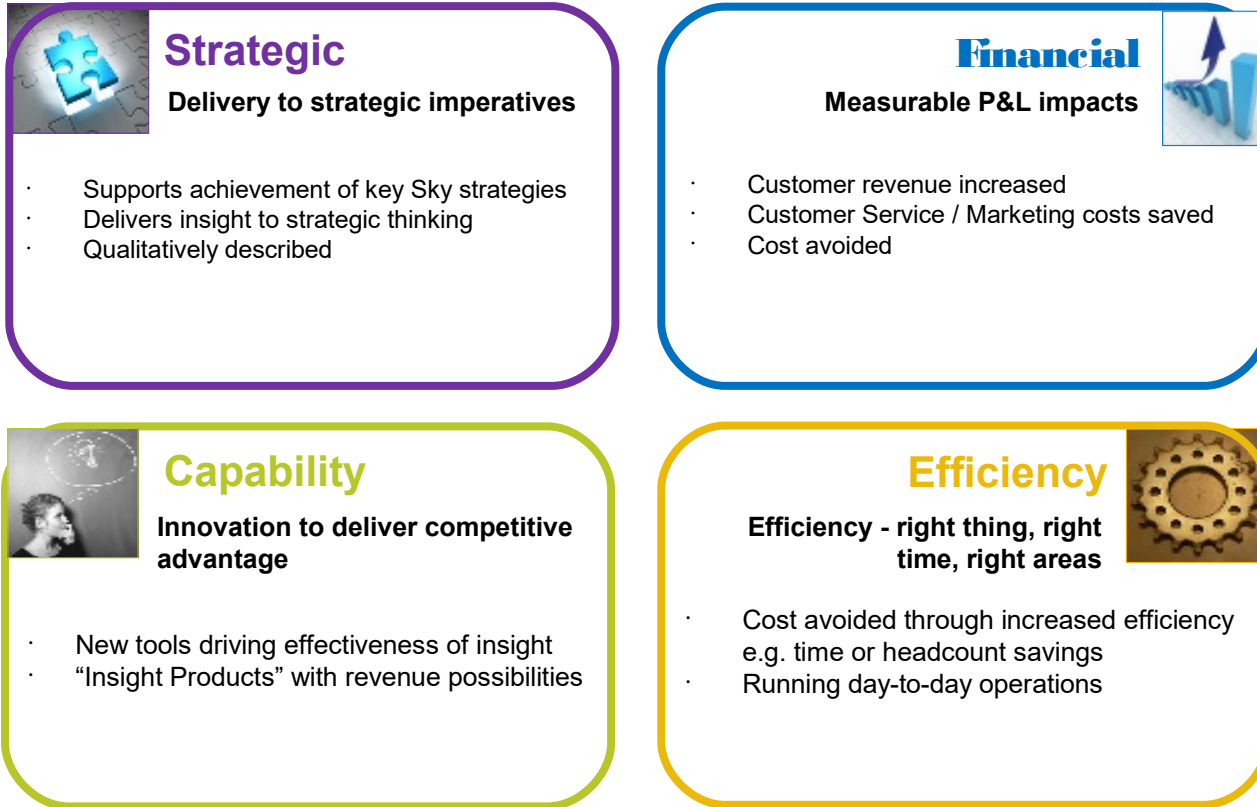 Strategic
Delivery to strategic imperatives
· Supports achievement of key Sky strategies
· Delivers insight to strategic thinking
· Qualitatively described
Financial
Measurable P&L impacts
· Customer revenue increased
· Customer Service / Marketing costs saved
· Cost avoided
Capability
Innovation to deliver competitive
advantage
· New tools driving effectiveness of insight
· “Insight Products” with revenue possibilities
Efficiency
Efficiency - right thing, right
time, right areas
· Cost avoided through increased efficiency
e.g. time or headcount savings
· Running day-to-day operations